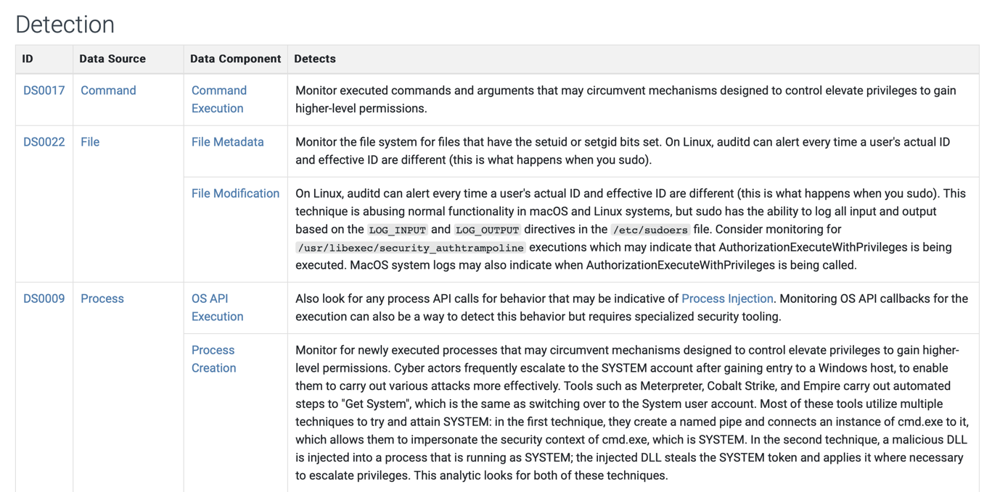 Detection
ID Data Source Data Component Detects
DS0017 Command Command Execution Monitor executed commands and arguments that may circumvent mechanisms designed to control elevate privileges to gain
higher-level permissions.
DS0022 File File Metadata Monitor the file system for files that have the setuid or setgid bits set. On Linux, auditd can alert every time a user's actual ID
and effective ID are different (this is what happens when you sudo).
File Modification On Linux, auditd can alert every time a user's actual ID and effective ID are different (this is what happens when you sudo). This
technique is abusing normal functionality in macOS and Linux systems, but sudo has the ability to log all input and output
based on the LOG_INPUT and LOG_OUTPUT directives in the /etc/sudoers file. Consider monitoring for
/usr/libexec/security_authtrampoline executions which may indicate that AuthorizationExecuteWithPrivileges is being
executed. MacOS system logs may also indicate when AuthorizationExecuteWithPrivileges is being called.
DS0009 Process OS API Execution Also look for any process API calls for behavior that may be indicative of Process Injection. Monitoring OS API callbacks for the
execution can also be a way to detect this behavior but requires specialized security tooling.
Process Creation Monitor for newly executed processes that may circumvent mechanisms designed to control elevate privileges to gain higher-
level permissions. Cyber actors frequently escalate to the SYSTEM account after gaining entry to a Windows host, to enable
them to carry out various attacks more effectively. Tools such as Meterpreter, Cobalt Strike, and Empire carry out automated
steps to "Get System", which is the same as switching over to the System user account. Most of these tools utilize multiple
techniques to try and attain SYSTEM: in the first technique, they create a named pipe and connects an instance of cmd.exe to it,
which allows them to impersonate the security context of cmd.exe, which is SYSTEM. In the second technique, a malicious DLL
is injected into a process that is running as SYSTEM; the injected DLL steals the SYSTEM token and applies it where necessary
to escalate privileges. This analytic looks for both of these techniques.